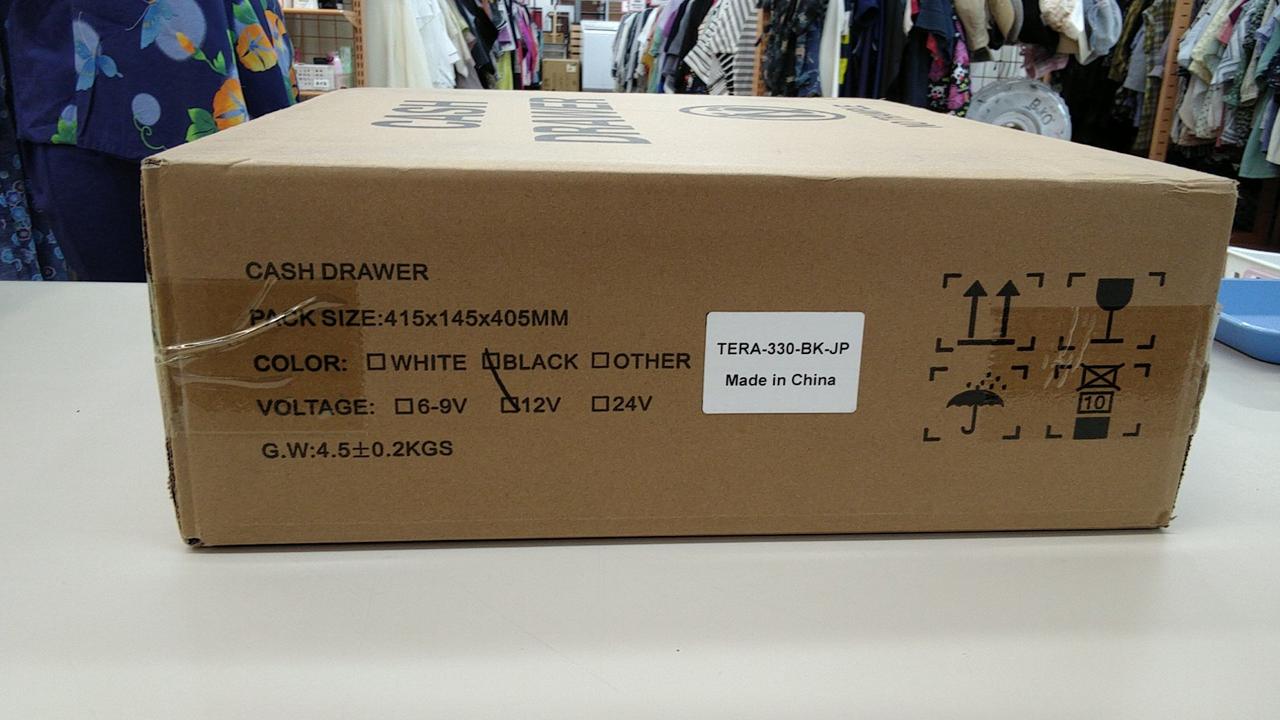 CASH
DRAWER
CASH DRAWER
PACK SIZE:415x145x405MM
COLOR: □WHITE □BLACK □OTHER
VOLTAGE: □6-9V □12V □24V
G.W:4.5±0.2KGS
TERA-330-BK-JP
Made in China
10